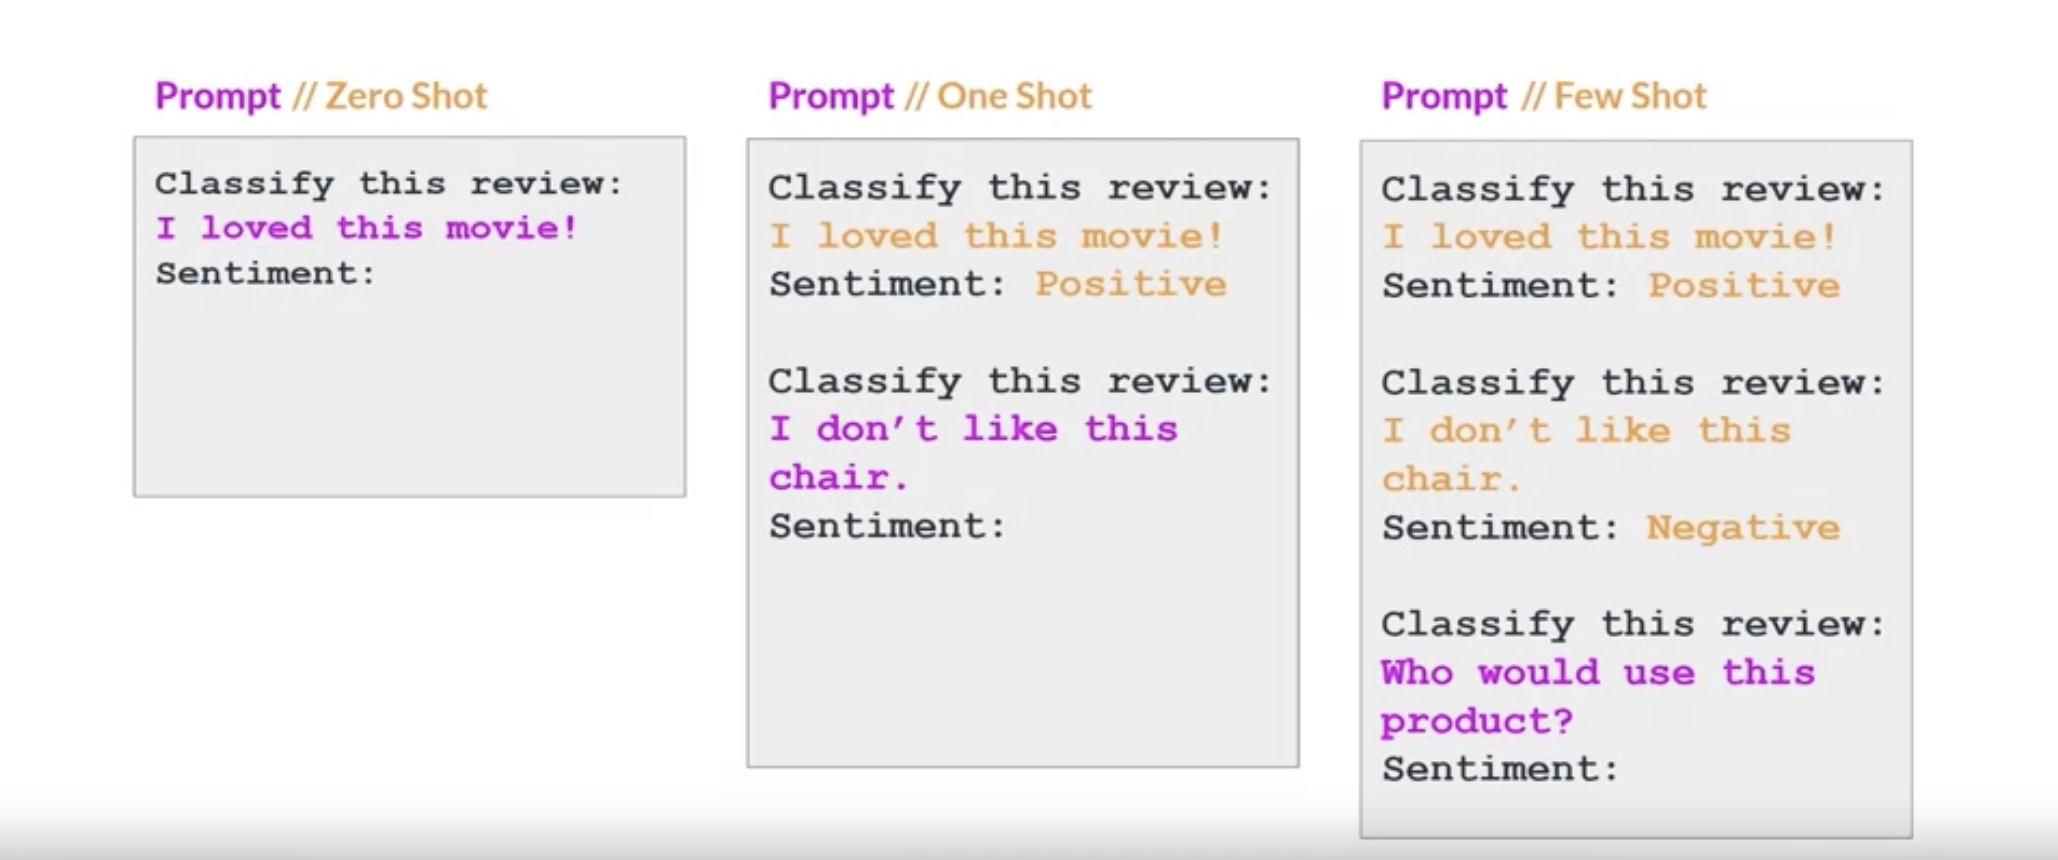 Prompt // Zero Shot
Classify this review:
I loved this movie!
Sentiment:
Prompt // One Shot
Classify this review:
I loved this movie!
Sentiment: Positive
Classify this review:
I don’t like this
chair.
Sentiment:
Prompt // Few Shot
Classify this review:
I loved this movie!
Sentiment: Positive
Classify this review:
I don’t like this
chair.
Sentiment: Negative
Classify this review:
Who would use this
product?
Sentiment: